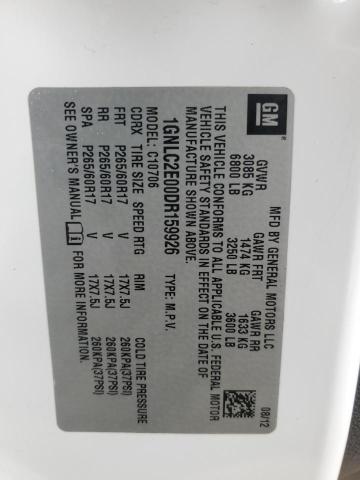 GM
MFD BY GENERAL MOTORS LLC
08/12
GVWR GAWR FRT GAWR RR
3085 KG 1474 KG 1633 KG
6800 LB 3250 LB 3600 LB
THIS VEHICLE CONFORMS TO ALL APPLICABLE U.S. FEDERAL MOTOR
VEHICLE SAFETY STANDARDS IN EFFECT ON THE DATE OF
MANUFACTURE SHOWN ABOVE.
1GNLC2E00DR159926 TYPE: M.P.V.
C10706
CDRX TIRE SIZE SPEED RTG RIM COLD TIRE PRESSURE
FRT P265/60R17 V 17X7.5J 260KPA(37PSI)
RR P265/60R17 V 17X7.5J 260KPA(37PSI)
SPA P265/60R17 V 17X7.5J 260KPA(37PSI)
SEE OWNER'S MANUAL FOR MORE INFORMATION.